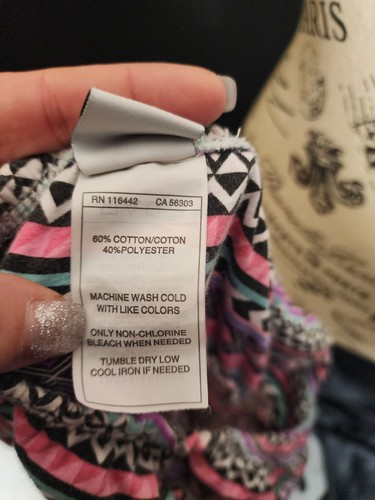 ARIS
RN 116442 CA 56303
60% COTTON/COTON
40%POLYESTER
MACHINE WASH COLD
WITH LIKE COLORS
ONLY NON-CHLORINE
BLEACH WHEN NEEDED
TUMBLE DRY LOW
COOL IRON IF NEEDED